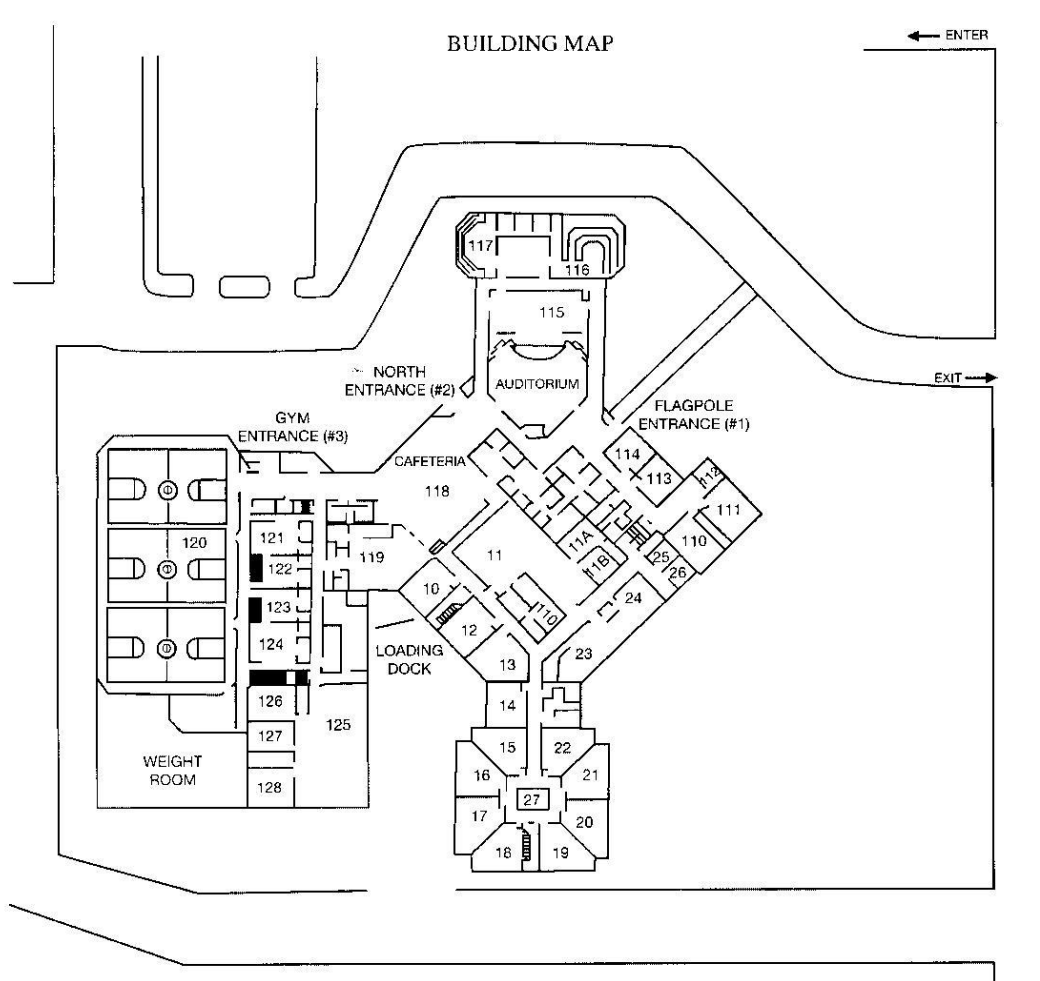 BUILDING MAP
ENTER
117
116
115
NORTH
ENTRANCE (#2)
AUDITORIUM
EXIT
FLAGPOLE
ENTRANCE (#1)
GYM
ENTRANCE (#3)
CAFETERIA
118
114
113
112
111
110
120
121
122
123
124
119
11
11A
11B
25
26
10
12
110
24
23
13
LOADING
DOCK
14
126
127
128
125
WEIGHT
ROOM
15
22
16
21
27
17
20
18
19